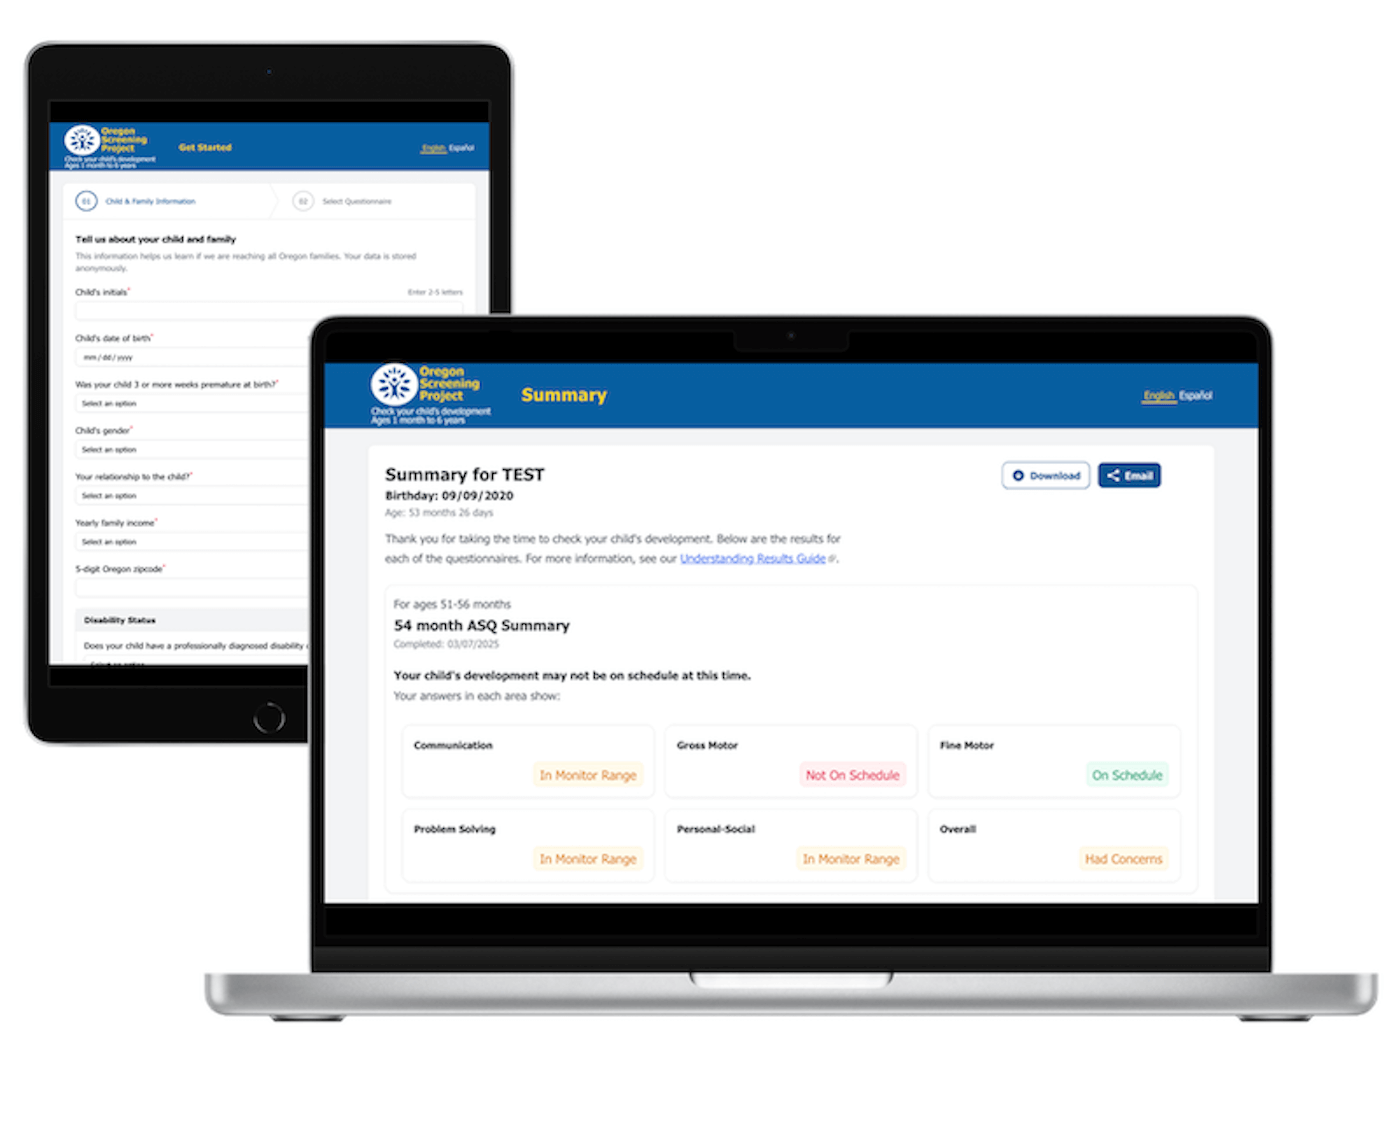 Oregon
Screening
Project
Check your child's development
Ages 1 month to 6 years
Get Started
English Español
01 Child & Family Information
02 Select Questionnaire
Tell us about your child and family
This information helps us learn if we are reaching all Oregon families. Your data is stored
anonymously.
Child's initials* Enter 2-5 letters
Child's date of birth*
mm/dd/yyyy
Was your child 3 or more weeks premature at birth?*
Select an option
Child's gender*
Select an option
Your relationship to the child?*
Select an option
Yearly family income*
Select an option
5-digit Oregon zipcode*
Disability Status
Does your child have a professionally diagnosed disability
Select an option
Oregon
Screening
Project
Check your child's development
Ages 1 month to 6 years
Summary
English Español
Summary for TEST
Download
Email
Birthday: 09/09/2020
Age: 53 months 26 days
Thank you for taking the time to check your child's development. Below are the results for
each of the questionnaires. For more information, see our Understanding Results Guide.
For ages 51-56 months
54 month ASQ Summary
Completed: 03/07/2025
Your child's development may not be on schedule at this time.
Your answers in each area show:
Communication
In Monitor Range
Gross Motor
Not On Schedule
Fine Motor
On Schedule
Problem Solving
In Monitor Range
Personal-Social
In Monitor Range
Overall
Had Concerns